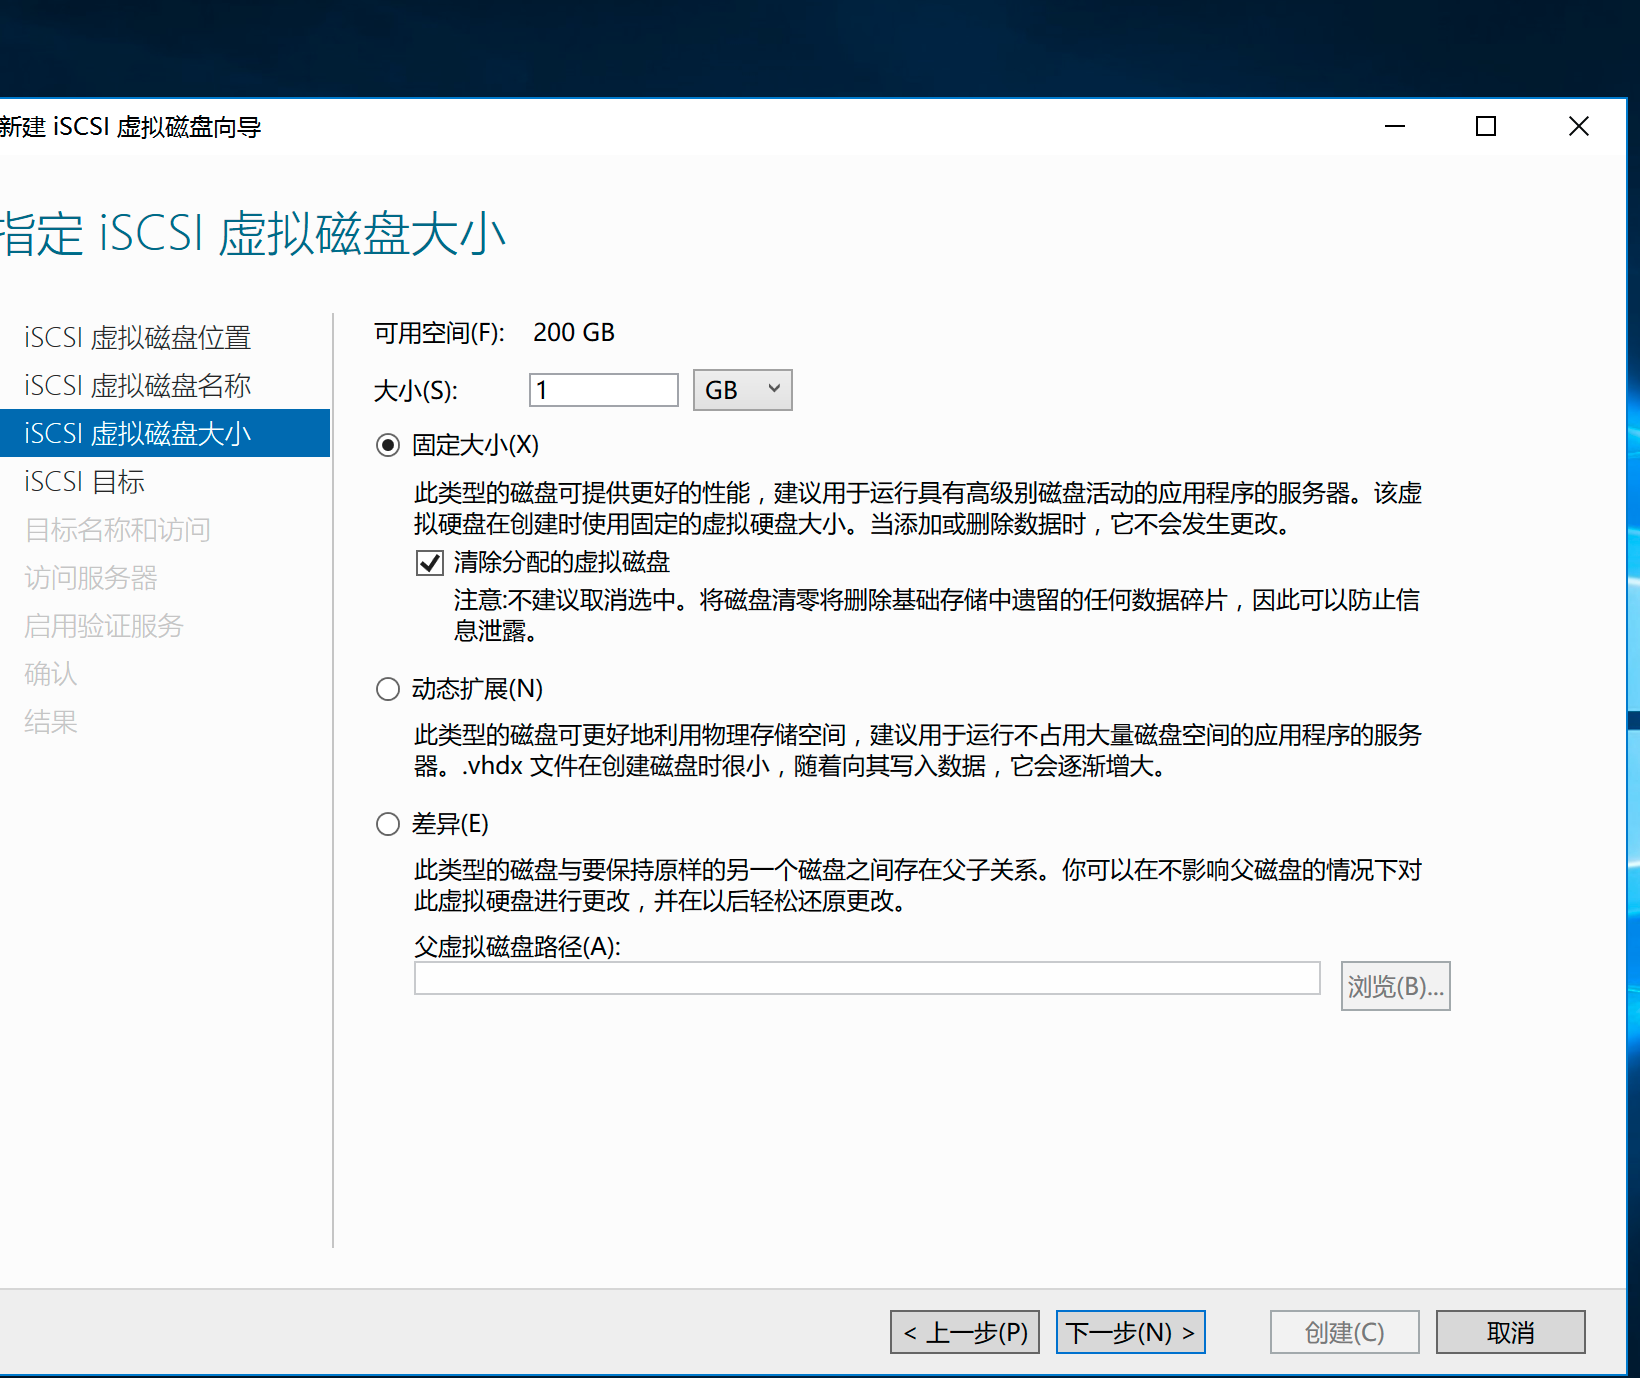 新建 iSCSI 虚拟磁盘向导
指定 iSCSI 虚拟磁盘大小
iSCSI 虚拟磁盘位置
iSCSI 虚拟磁盘名称
iSCSI 虚拟磁盘大小
iSCSI 目标
目标名称和访问
访问服务器
启用验证服务
确认
结果
可用空间(F): 200 GB
大小(S): 1 GB
固定大小(X)
此类型的磁盘可提供更好的性能，建议用于运行具有高级别磁盘活动的应用程序的服务器。该虚
拟硬盘在创建时使用固定的虚拟硬盘大小。当添加或删除数据时，它不会发生更改。
清除分配的虚拟磁盘
注意:不建议取消选中。将磁盘清零将删除基础存储中遗留的任何数据碎片，因此可以防止信
息泄露。
动态扩展(N)
此类型的磁盘可更好地利用物理存储空间，建议用于运行不占用大量磁盘空间的应用程序的服务
器。.vhdx 文件在创建磁盘时很小，随着向其写入数据，它会逐渐增大。
差异(E)
此类型的磁盘与要保持原样的另一个磁盘之间存在父子关系。你可以在不影响父磁盘的情况下对
此虚拟硬盘进行更改，并在以后轻松还原更改。
父虚拟磁盘路径(A):
浏览(B)...
< 上一步(P) 下一步(N) > 创建(C) 取消